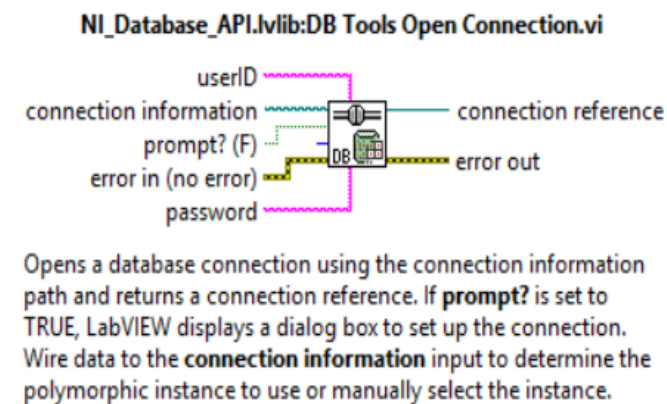 NI_Database_API.lvlib:DB Tools Open Connection.vi
userID
connection information
connection reference
prompt? (F)
DB
error out
error in (no error)
password
Opens a database connection using the connection information
path and returns a connection reference. If prompt? is set to
TRUE, LabVIEW displays a dialog box to set up the connection.
Wire data to the connection information input to determine the
polymorphic instance to use or manually select the instance.